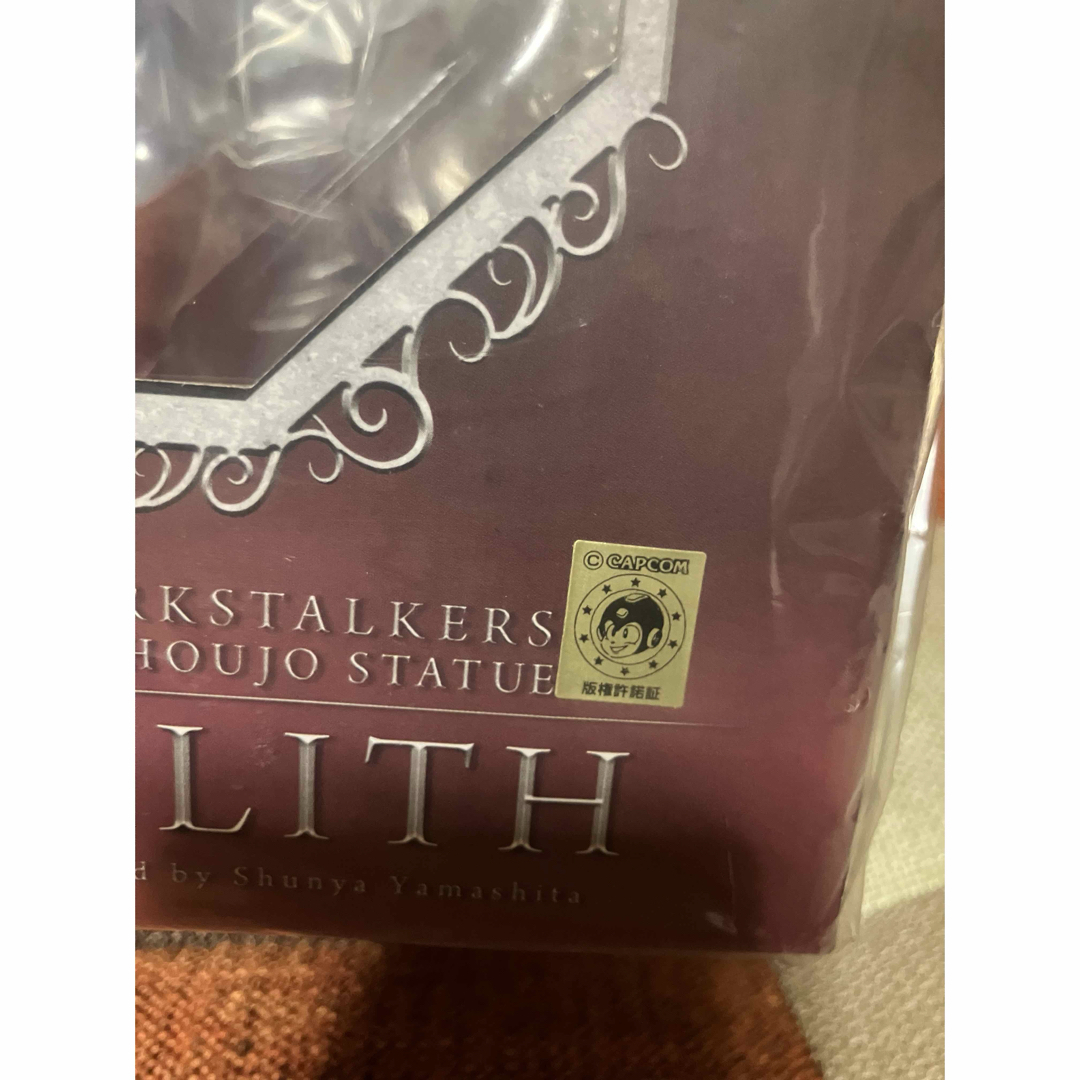 © CAPCOM
版権許諾証
RKSTALKERS
HOUJO STATUE
LITH
d by Shunya Yamashita